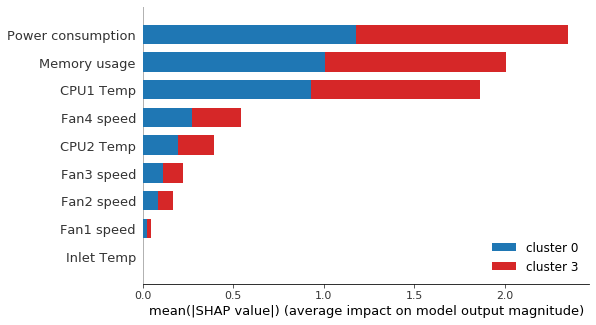 Power consumption
Memory usage
CPU1 Temp
Fan4 speed
CPU2 Temp
Fan3 speed
Fan2 speed
Fan1 speed
Inlet Temp
cluster 0
cluster 3
0.0 0.5 1.0 1.5 2.0
mean(|SHAP value|) (average impact on model output magnitude)